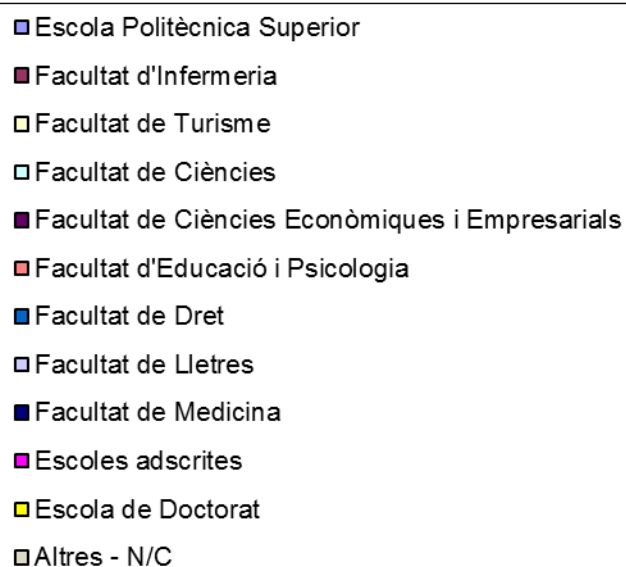 Escola Politècnica Superior
Facultat d'Infermeria
Facultat de Turisme
Facultat de Ciències
Facultat de Ciències Econòmiques i Empresarials
Facultat d'Educació i Psicologia
Facultat de Dret
Facultat de Lletres
Facultat de Medicina
Escoles adscrites
Escola de Doctorat
Altres - N/C